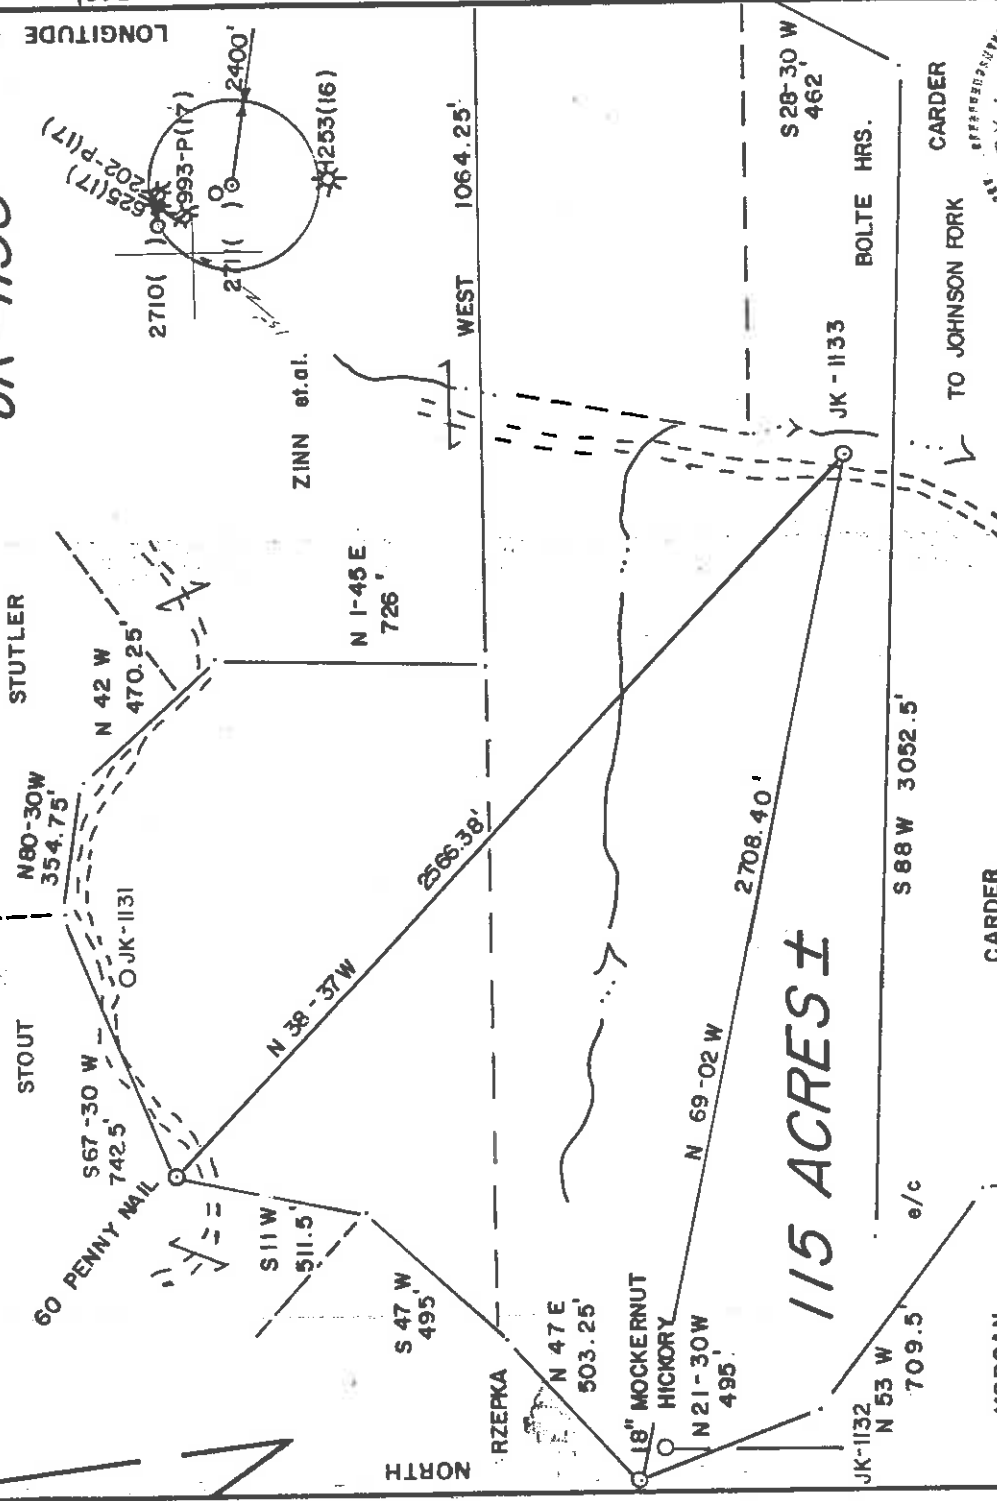 LONGITUDE
2400'
625(17)
202-P(17)
993-P(17)
1253(16)
2710( )
2711( )
ZINN et.al.
WEST 1064.25'
S 28-30 W
462'
BOLTE HRS.
CARDER
TO JOHNSON FORK
JK-1133
STUTLER
N 42 W
470.25'
N 1-45 E
726'
N80-30W
354.75'
JK-1131
STOUT
S67-30 W
742.5'
60 PENNY NAIL
S 11 W
511.5'
S 47 W
495'
N 38-37 W
2566.38'
N 69-02 W
2708.40'
S 88 W 3052.5'
CARDER
115 ACRES ±
RZEPKA
N 47 E
503.25'
18" MOCKERNUT
HICKORY
N 21-30W
495'
JK-1132
N 53 W
709.5'
e/c
NORTH